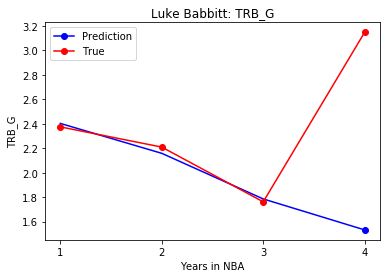 Luke Babbitt: TRB_G
Prediction
True
TRB_G
3.2
3.0
2.8
2.6
2.4
2.2
2.0
1.8
1.6
1
2
3
4
Years in NBA